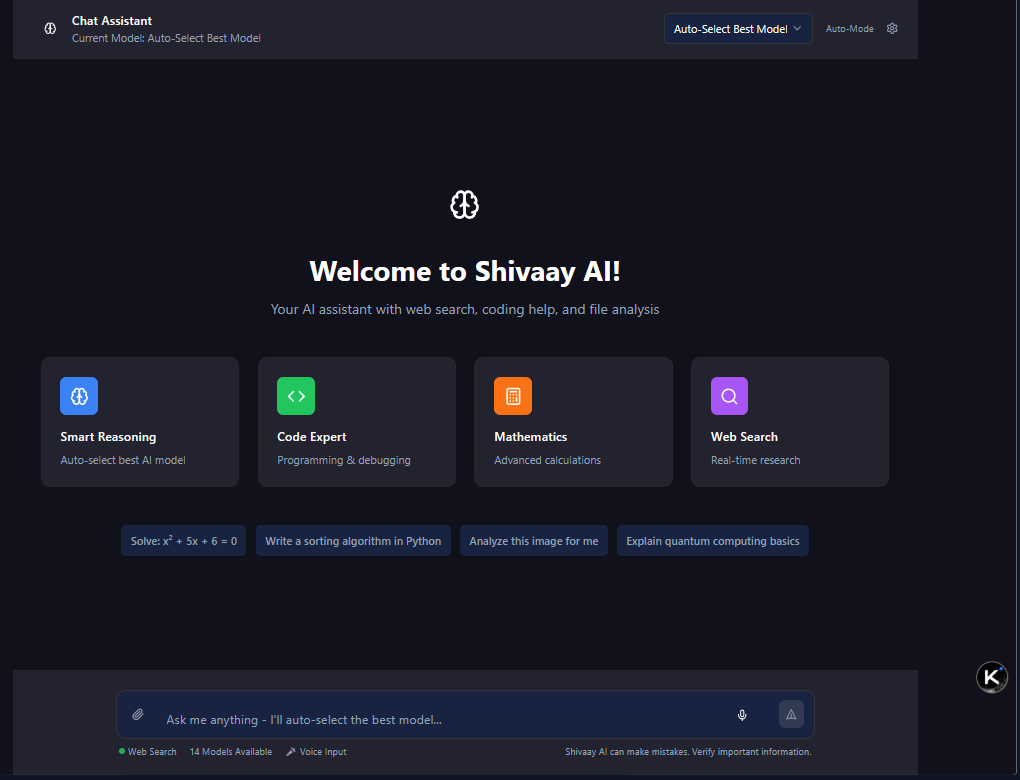 Chat Assistant
Current Model: Auto-Select Best Model
Auto-Select Best Model
Auto-Mode
Welcome to Shivaay AI!
Your AI assistant with web search, coding help, and file analysis
Smart Reasoning
Auto-select best AI model
Code Expert
Programming & debugging
Mathematics
Advanced calculations
Web Search
Real-time research
Solve: x² + 5x + 6 = 0
Write a sorting algorithm in Python
Analyze this image for me
Explain quantum computing basics
K
Ask me anything - I'll auto-select the best model...
Web Search
14 Models Available
Voice Input
Shivaay AI can make mistakes. Verify important information.